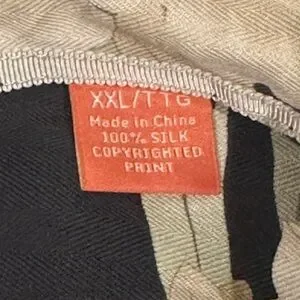 XXL/TTG
Made in China
100% SILK
COPYRIGHTED
PRINT